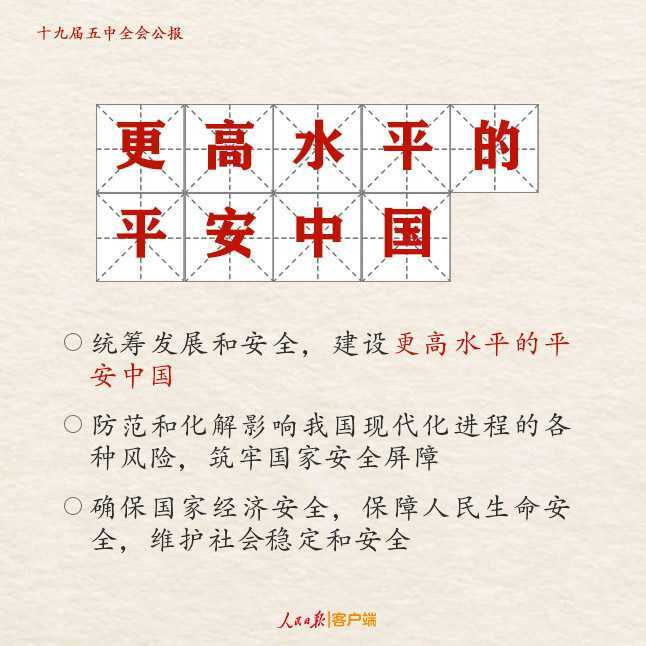 十九届五中全会公报
更高水平的
平安中国
○ 统筹发展和安全，建设更高水平的平
安中国
○ 防范和化解影响我国现代化进程的各
种风险，筑牢国家安全屏障
○ 确保国家经济安全，保障人民生命安
全，维护社会稳定和安全
人民日报|客户端